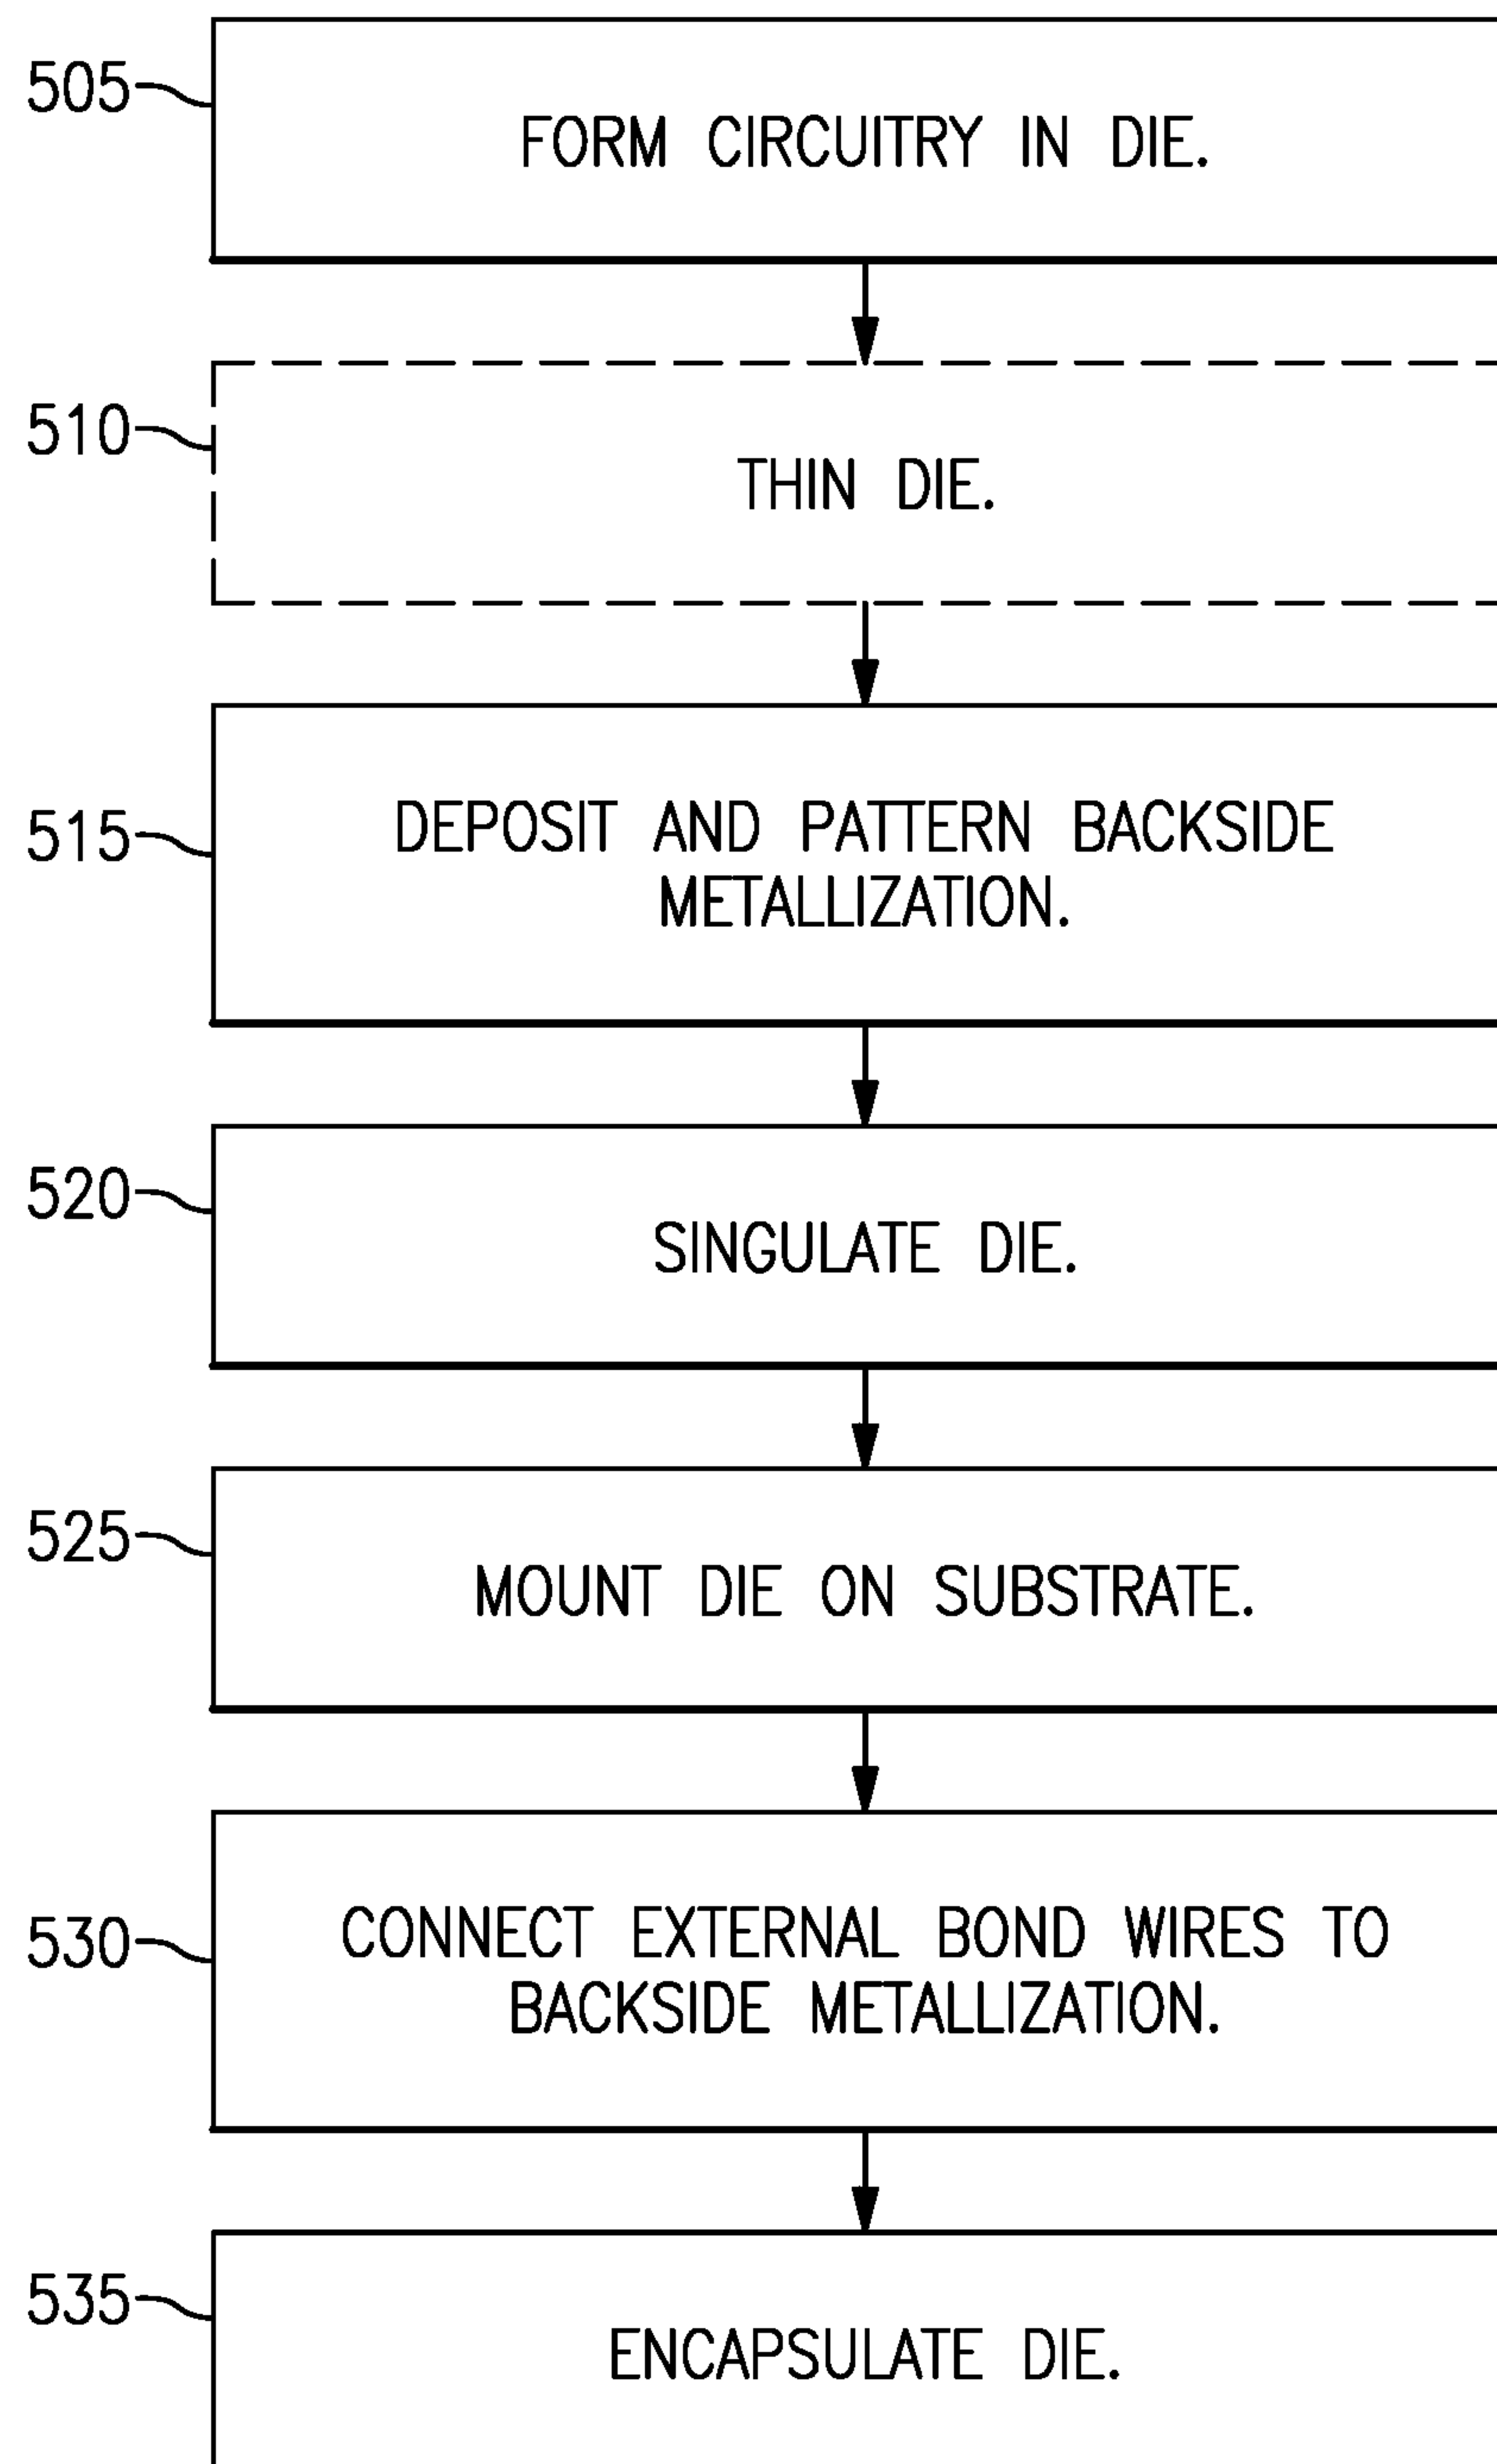 505
FORM CIRCUITRY IN DIE.
510
THIN DIE.
515
DEPOSIT AND PATTERN BACKSIDE
METALLIZATION.
520
SINGULATE DIE.
525
MOUNT DIE ON SUBSTRATE.
530
CONNECT EXTERNAL BOND WIRES TO
BACKSIDE METALLIZATION.
535
ENCAPSULATE DIE.